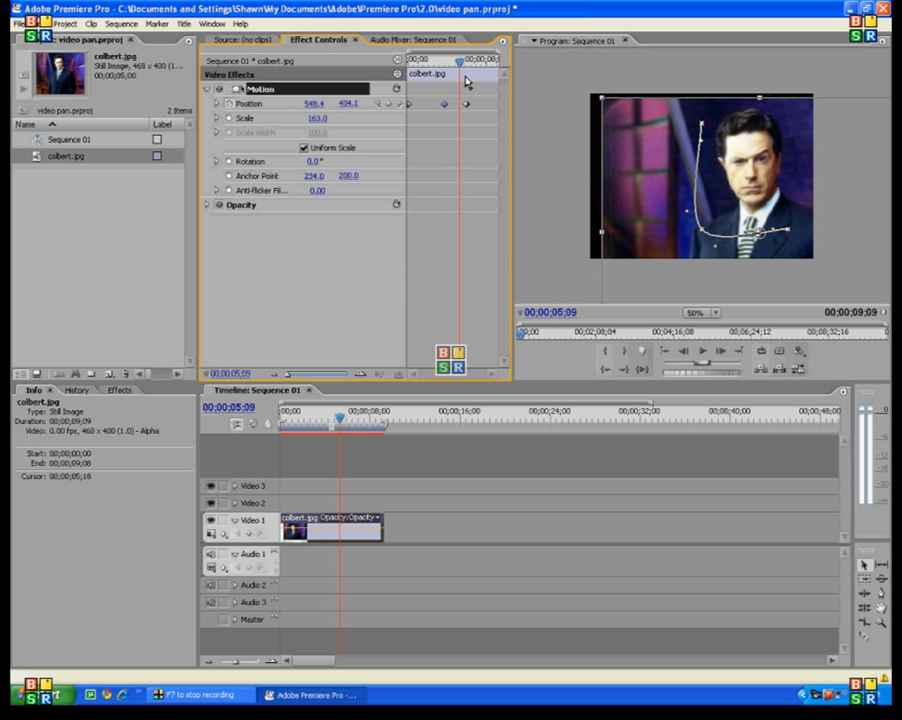 Adobe Premiere Pro - C:\Documents and Settings\Shawn\My Documents\Adobe\Premiere Pro\2.0\video pan.prproj *
Project Clip Sequence Marker Title Window Help
video pan.prproj
colbert.jpg
Still Image, 468 x 400 (1...
00;00;05;00
video pan.prproj 2 Items
Name Label
Sequence 01
colbert.jpg
Source: (no clips) Effect Controls Audio Mixer: Sequence 01
Sequence 01 * colbert.jpg
Video Effects
Motion
Position 548.4 404.1
Scale 163.0
Scale Width 100.0
Uniform Scale
Rotation 0.0°
Anchor Point 234.0 200.0
Anti-flicker Fil... 0.00
Opacity
;00;00 00;00;08;
colbert.jpg
00;00;05;09
Program: Sequence 01
00;00;05;09 50% 00;00;09;09
00;00 00;02;08;04 00;04;16;08 00;06;24;12 00;08;32;16
Info History Effects
colbert.jpg
Type: Still Image
Duration: 00;00;09;09
Video: 0.00 fps, 468 x 400 (1.0) - Alpha
Start: 00;00;00;00
End: 00;00;09;08
Cursor: 00;00;05;18
Timeline: Sequence 01
00;00;05;09
;00;00 00;00;08;00 00;00;16;00 00;00;24;00 00;00;32;00 00;00;40;00 00;00;48;00
Video 3
Video 2
Video 1
colbert.jpg Opacity:Opacity
Audio 1
Audio 2
Audio 3
Master
0
B
S R
B
S R
B
S R
B
S R
B
S R
F7 to stop recording
Adobe Premiere Pro -...